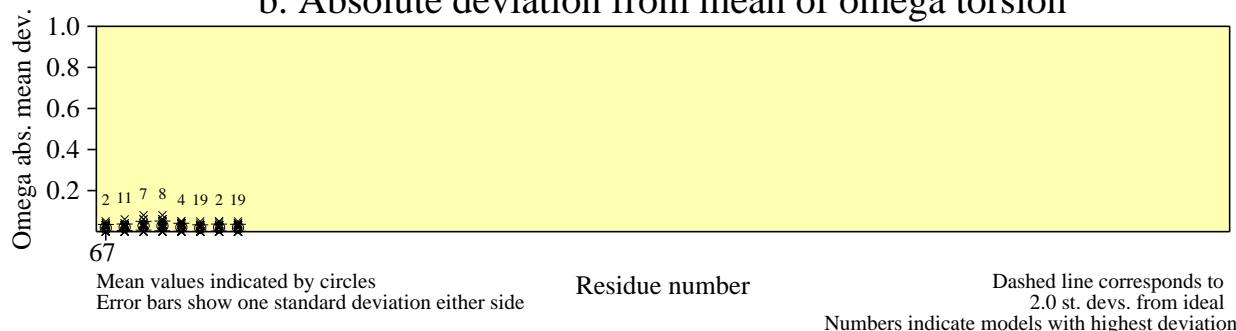 b. Absolute deviation from mean of omega torsion
Omega abs. mean dev.
1.0
0.8
0.6
0.4
0.2
2 11 7 8 4 19 2 19
67
Mean values indicated by circles
Error bars show one standard deviation either side
Residue number
Dashed line corresponds to
2.0 st. devs. from ideal
Numbers indicate models with highest deviation